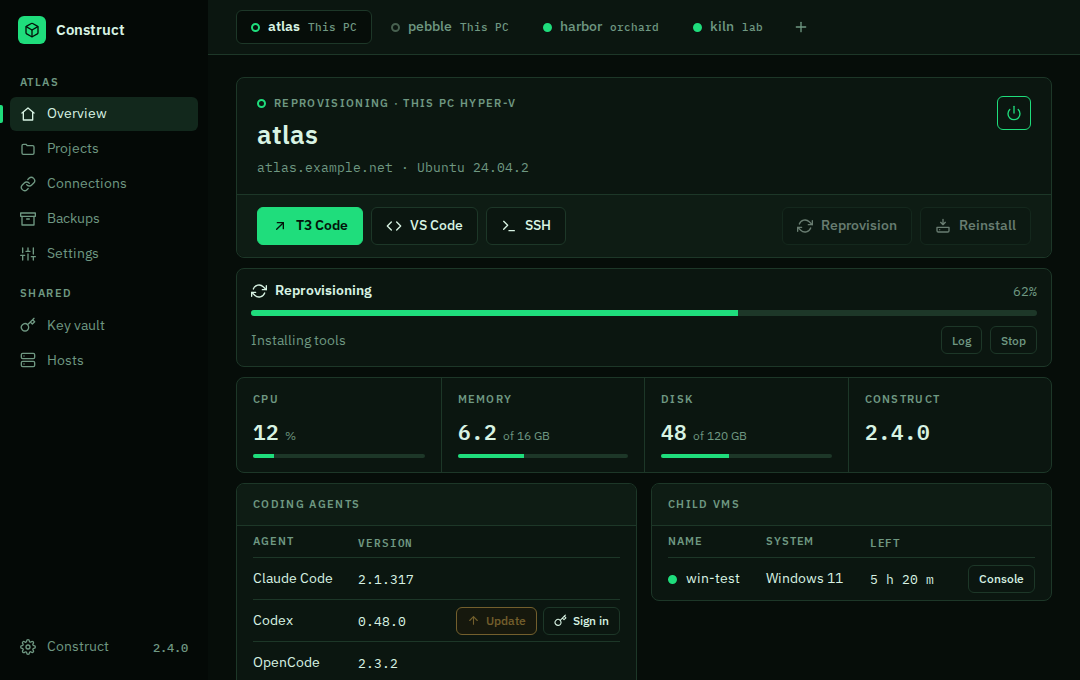 Construct
atlas This PC
pebble This PC
harbor orchard
kiln lab
ATLAS
Overview
Projects
Connections
Backups
Settings
SHARED
Key vault
Hosts
Construct 2.4.0
REPROVISIONING · THIS PC HYPER-V
atlas
atlas.example.net · Ubuntu 24.04.2
T3 Code
VS Code
SSH
Reprovision
Reinstall
Reprovisioning 62%
Installing tools
Log
Stop
CPU
12 %
MEMORY
6.2 of 16 GB
DISK
48 of 120 GB
CONSTRUCT
2.4.0
CODING AGENTS
AGENT VERSION
Claude Code 2.1.317
Codex 0.48.0 Update Sign in
OpenCode 2.3.2
CHILD VMS
NAME SYSTEM LEFT
win-test Windows 11 5 h 20 m Console